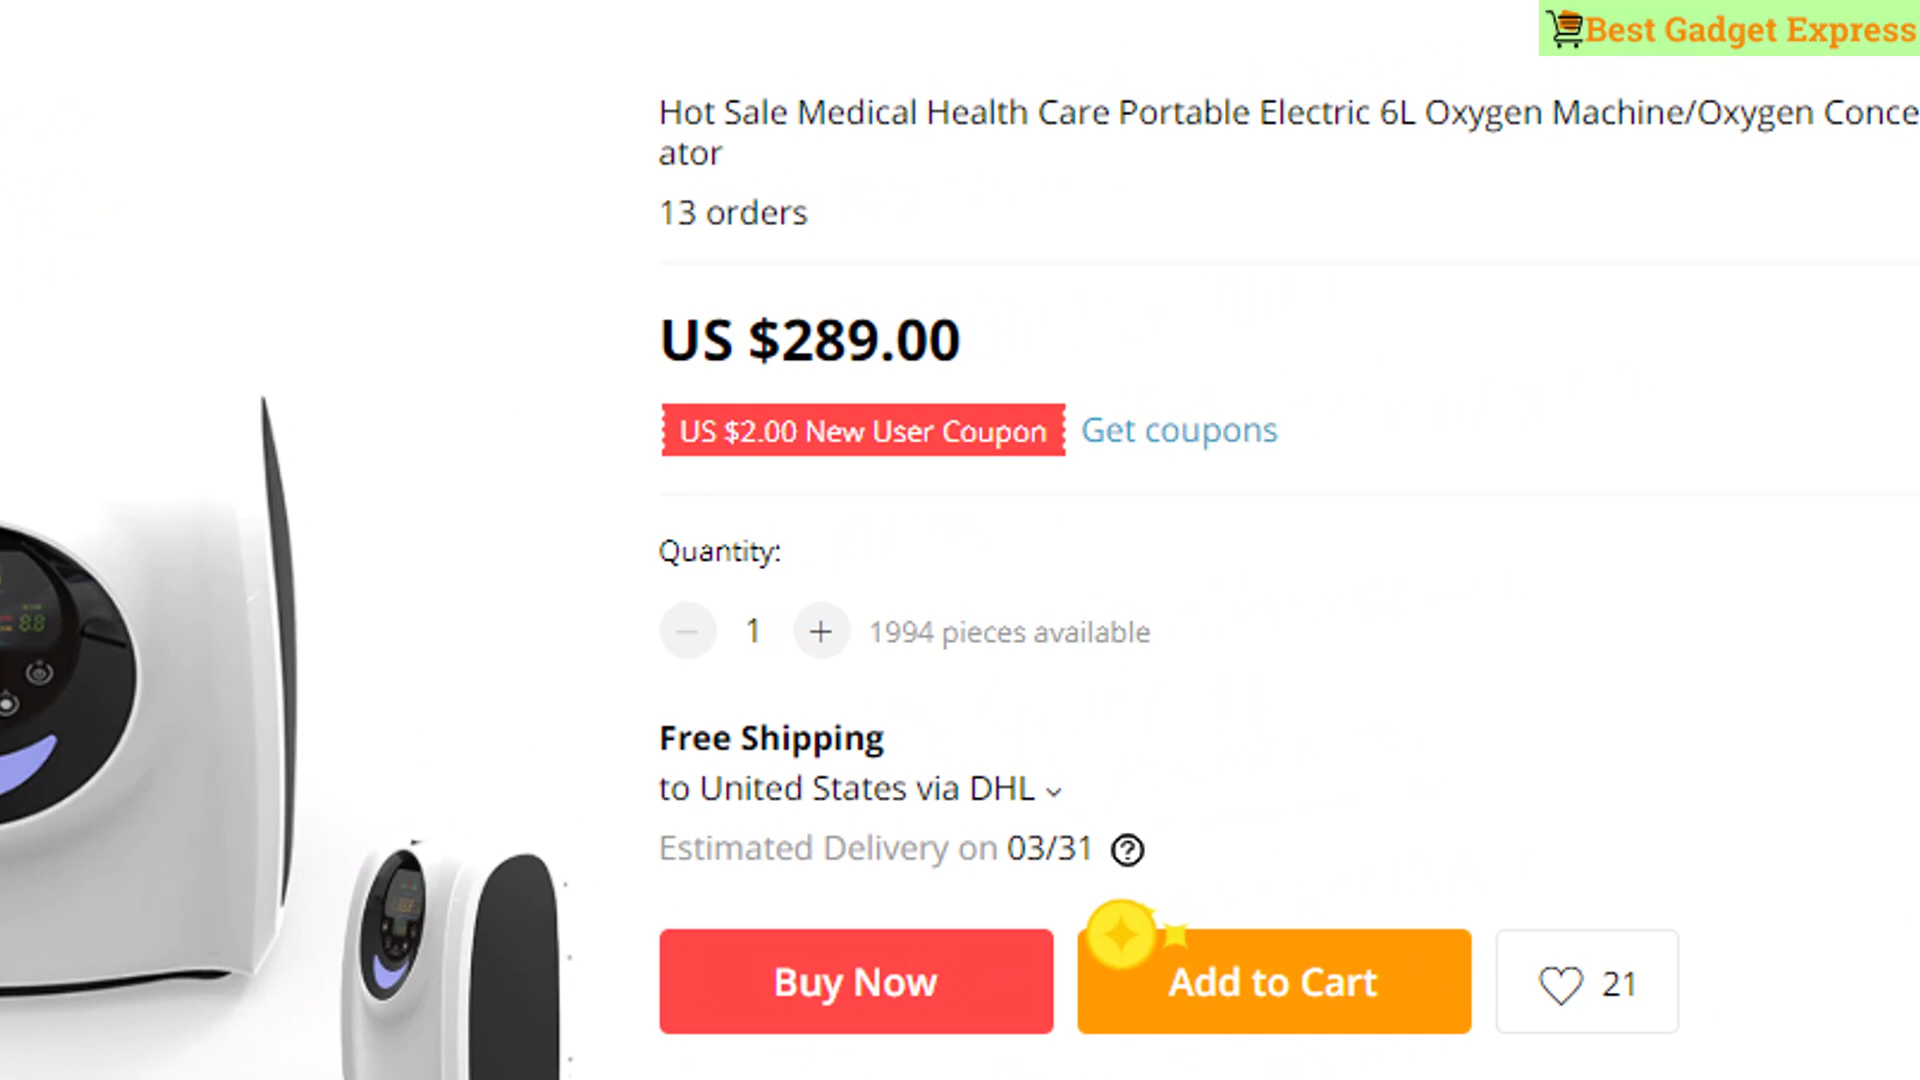 Best Gadget Express
Hot Sale Medical Health Care Portable Electric 6L Oxygen Machine/Oxygen Conce
ator
13 orders
US $289.00
US $2.00 New User Coupon Get coupons
Quantity:
1 1994 pieces available
Free Shipping
to United States via DHL
Estimated Delivery on 03/31
Buy Now Add to Cart 21
88